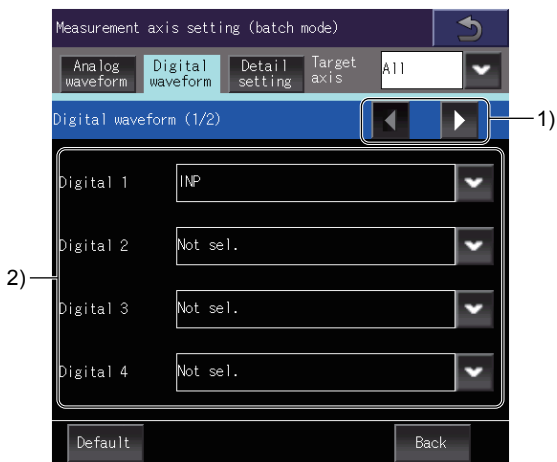 Measurement axis setting (batch mode)
Analog waveform
Digital waveform
Detail setting
Target axis
All
Digital waveform (1/2)
1)
Digital 1
INP
Digital 2
Not sel.
2)
Digital 3
Not sel.
Digital 4
Not sel.
Default
Back